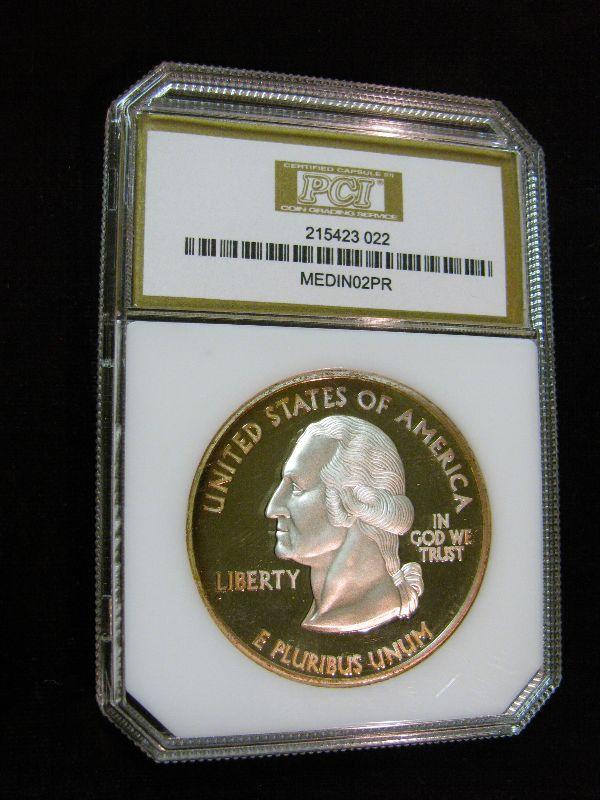 CERTIFIED CAPSULE SM
PCI®
COIN GRADING SERVICE
215423 022
MEDIN02PR
UNITED STATES OF AMERICA
IN
GOD WE
TRUST
LIBERTY
E PLURIBUS UNUM